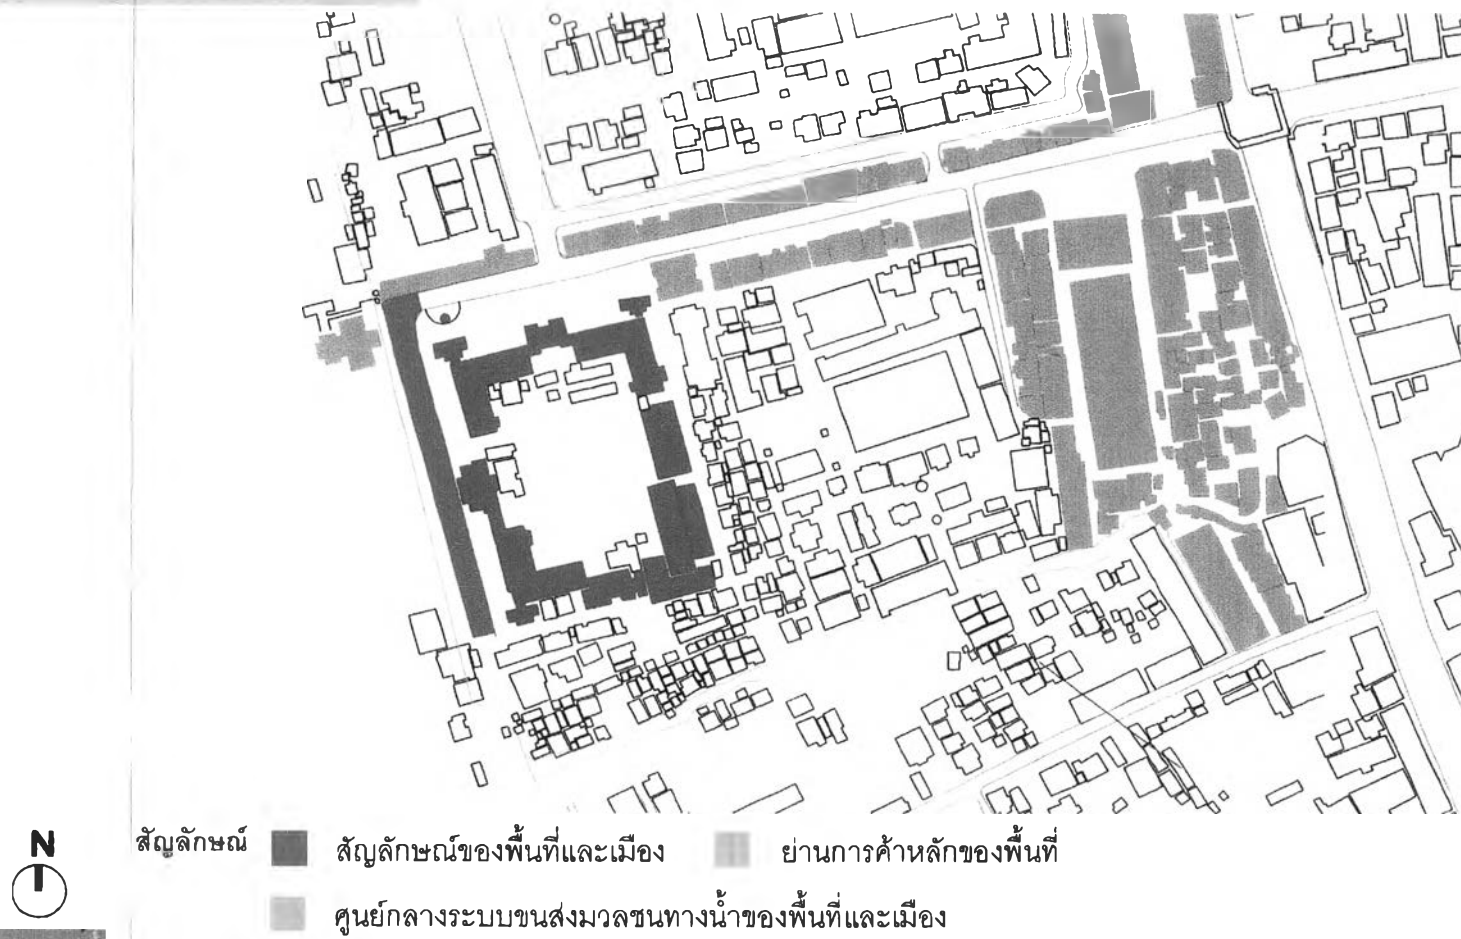 N
สัญลักษณ์
สัญลักษณ์ของพื้นที่และเมือง ย่านการค้าหลักของพื้นที่
ศูนย์กลางระบบขนส่งมวลชนทางน้ำของพื้นที่และเมือง